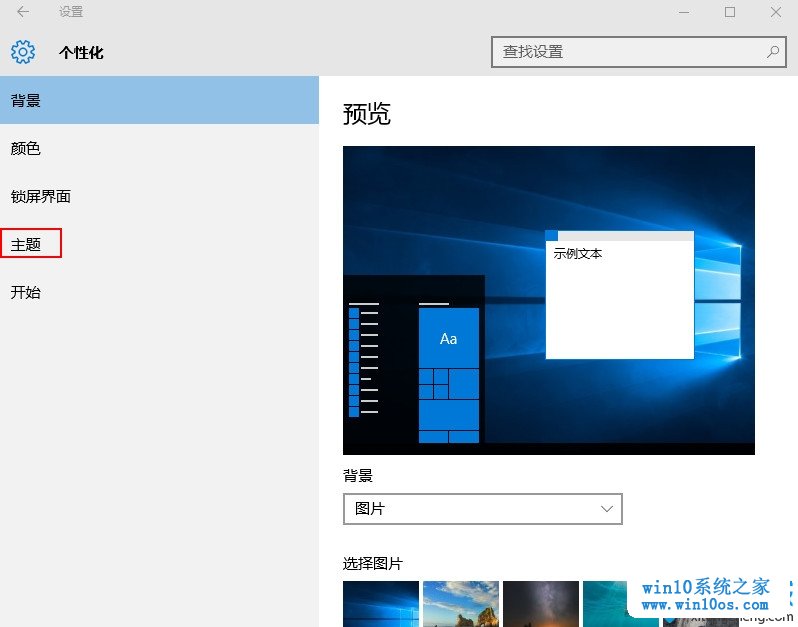 设置
个性化
查找设置
背景
颜色
锁屏界面
主题
开始
预览
示例文本
Aa
背景
图片
选择图片
win10系统之家
www.win10os.com